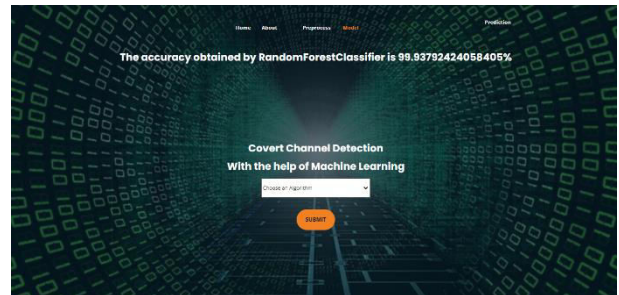 Home About Preprocess Model Prediction
The accuracy obtained by RandomForestClassifier is 99.93792424058405%
Covert Channel Detection
With the help of Machine Learning
Choose an Algorithm
SUBMIT